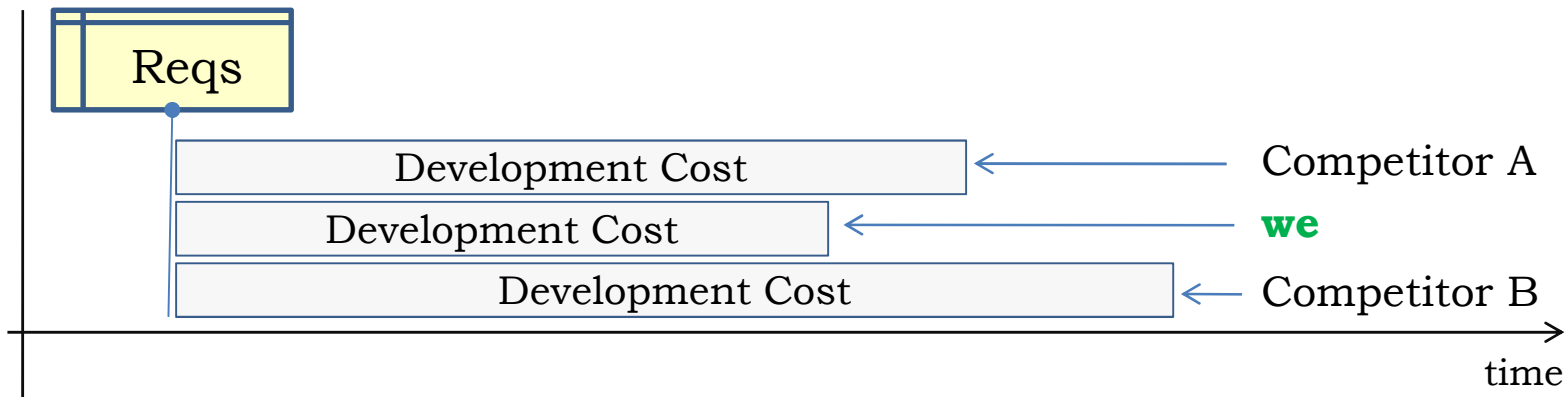 Reqs
Development Cost
Competitor A
Development Cost
we
Development Cost
Competitor B
time